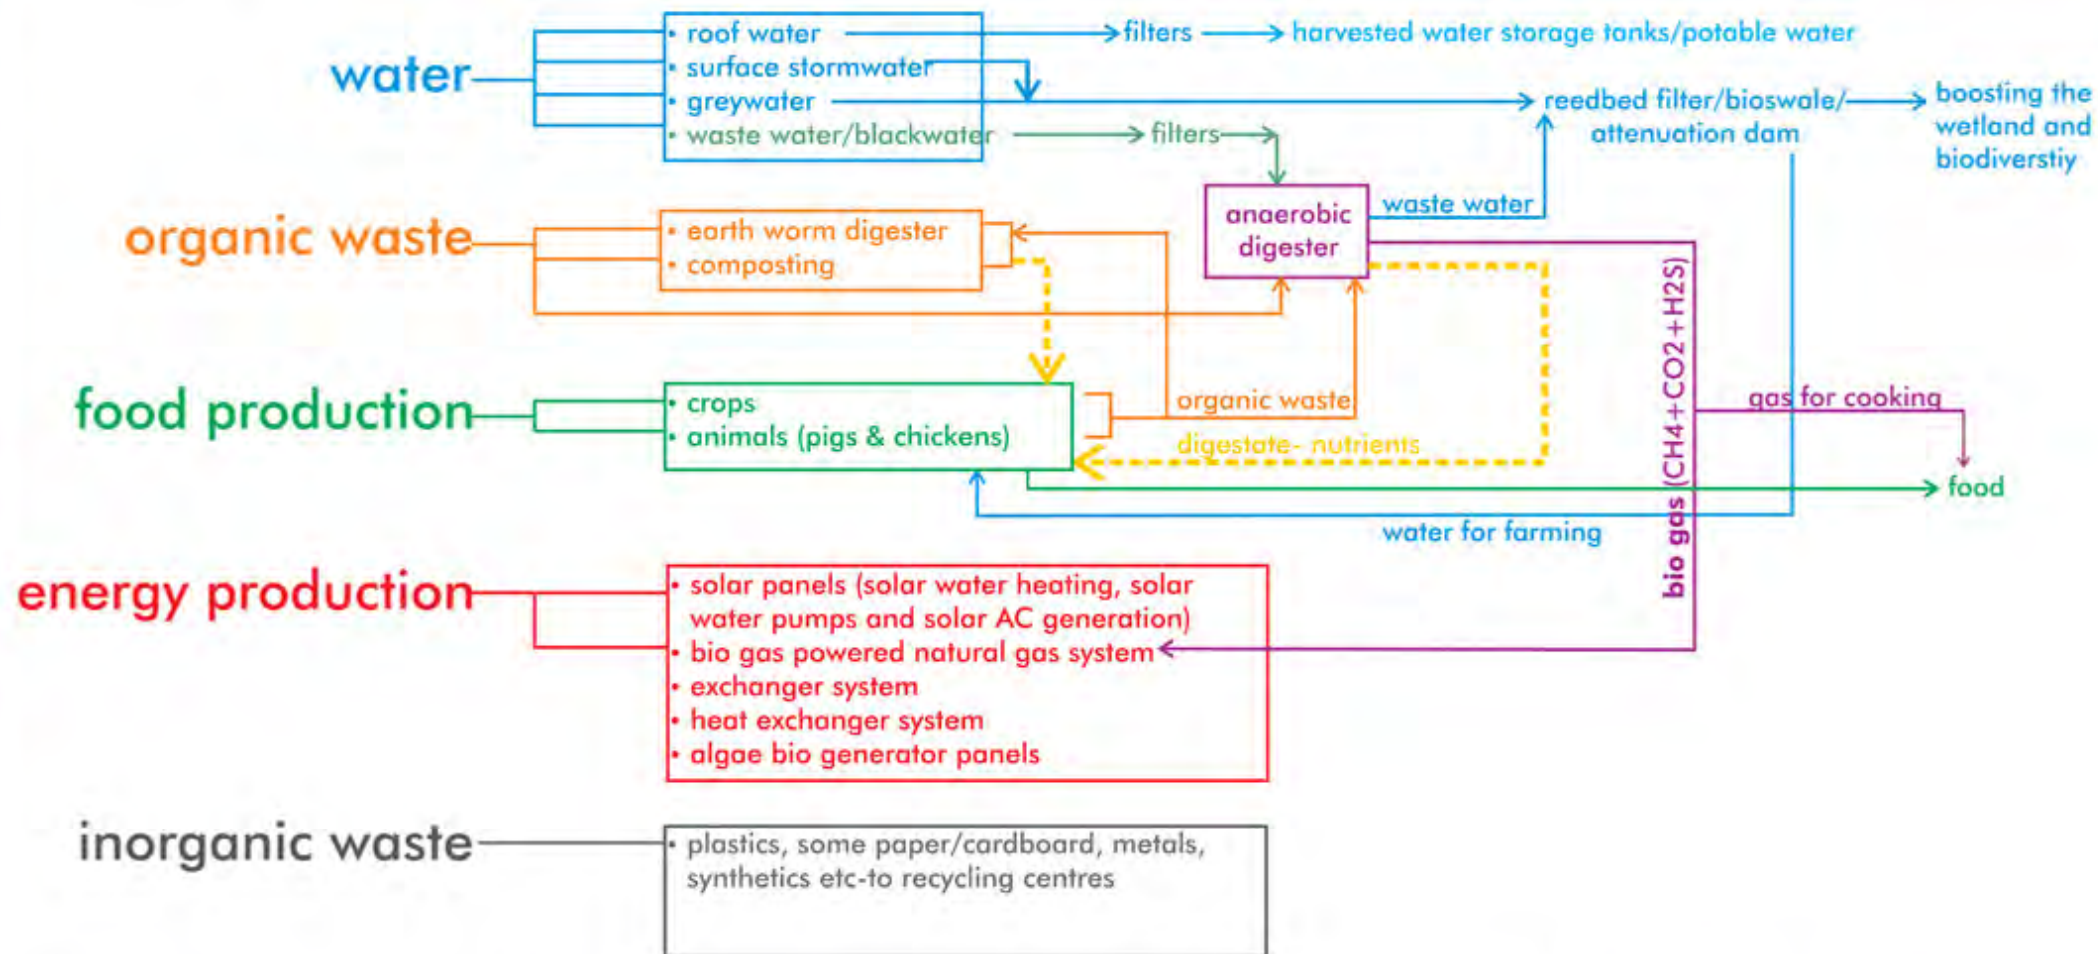 water
• roof water
filters
harvested water storage tanks/potable water
• surface stormwater
• greywater
reedbed filter/bioswale/
attenuation dam
boosting the
wetland and
biodiverstiy
• waste water/blackwater
filters
organic waste
• earth worm digester
• composting
anaerobic
digester
waste water
food production
• crops
• animals (pigs & chickens)
organic waste
digestate- nutrients
bio gas (CH4+CO2+H2S)
gas for cooking
food
water for farming
energy production
• solar panels (solar water heating, solar
water pumps and solar AC generation)
• bio gas powered natural gas system
• exchanger system
• heat exchanger system
• algae bio generator panels
inorganic waste
• plastics, some paper/cardboard, metals,
synthetics etc-to recycling centres